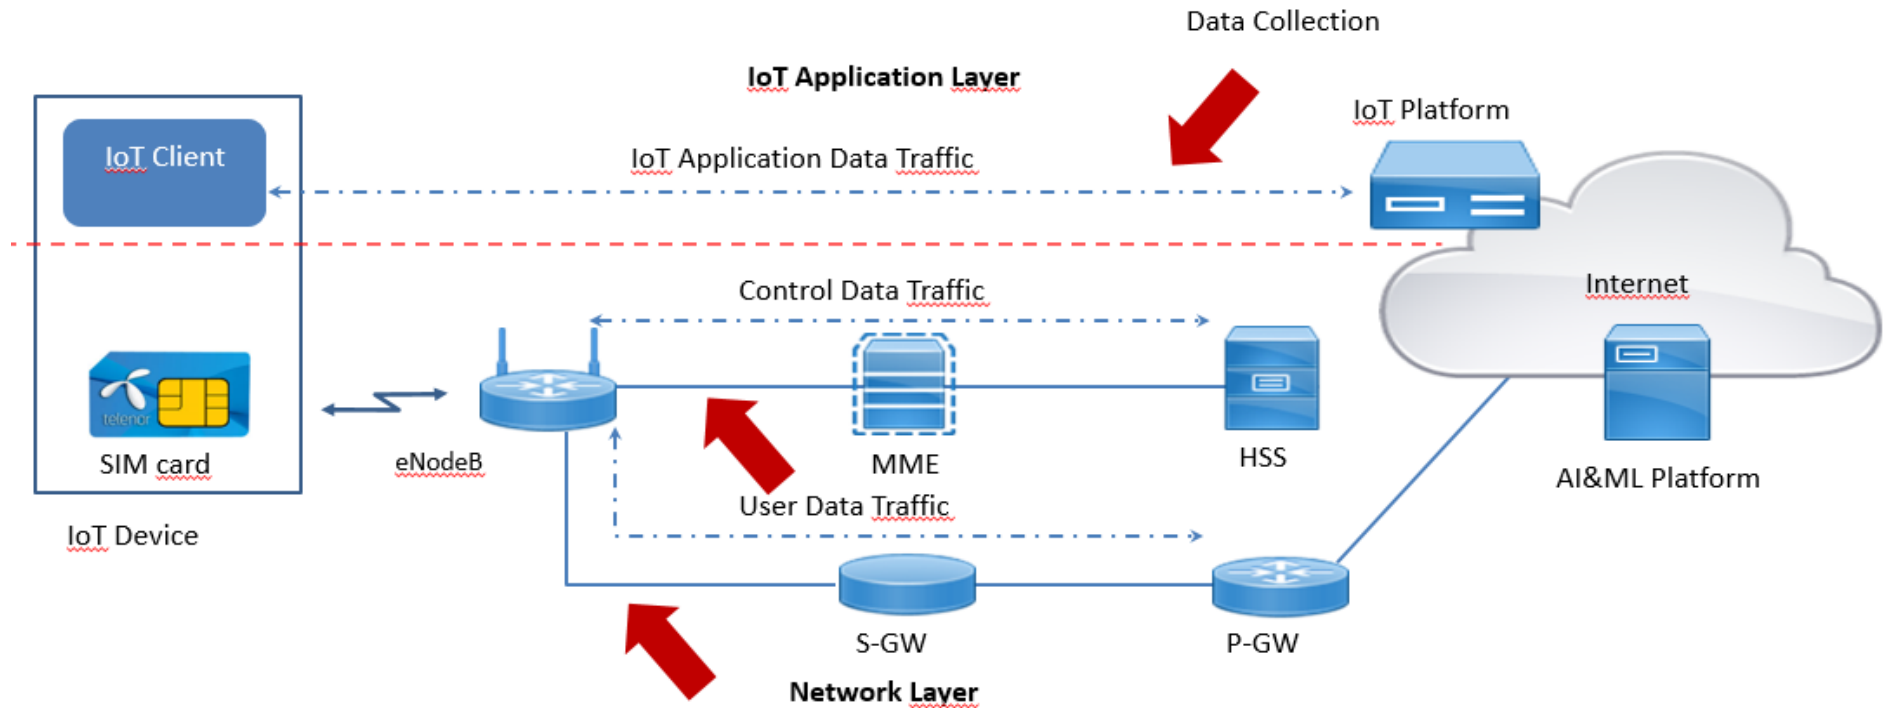 Data Collection
IoT Application Layer
IoT Platform
IoT Client
IoT Application Data Traffic
Internet
Control Data Traffic
telenor
SIM card
eNodeB
MME
HSS
AI&ML Platform
User Data Traffic
IoT Device
S-GW
P-GW
Network Layer